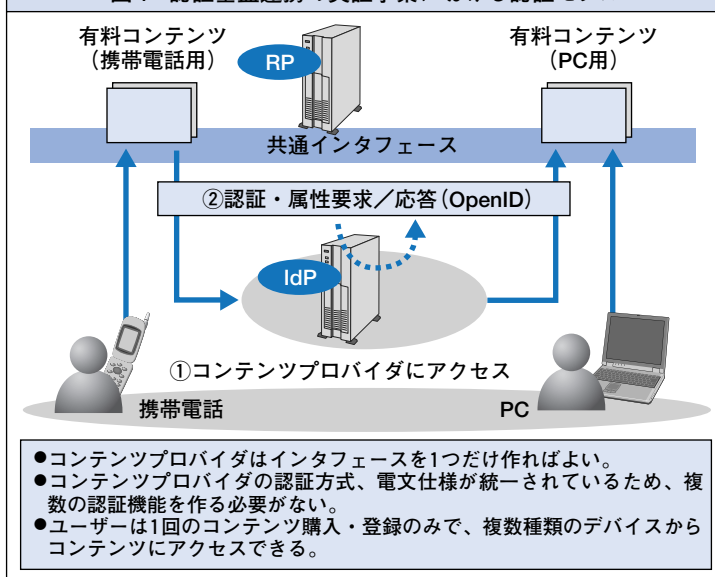 有料コンテンツ
（携帯電話用）
RP
有料コンテンツ
（PC用）
共通インタフェース
②認証・属性要求／応答（OpenID）
IdP
①コンテンツプロバイダにアクセス
携帯電話
PC
●コンテンツプロバイダはインタフェースを1つだけ作ればよい。
●コンテンツプロバイダの認証方式、電文仕様が統一されているため、複
数の認証機能を作る必要がない。
●ユーザーは1回のコンテンツ購入・登録のみで、複数種類のデバイスから
コンテンツにアクセスできる。